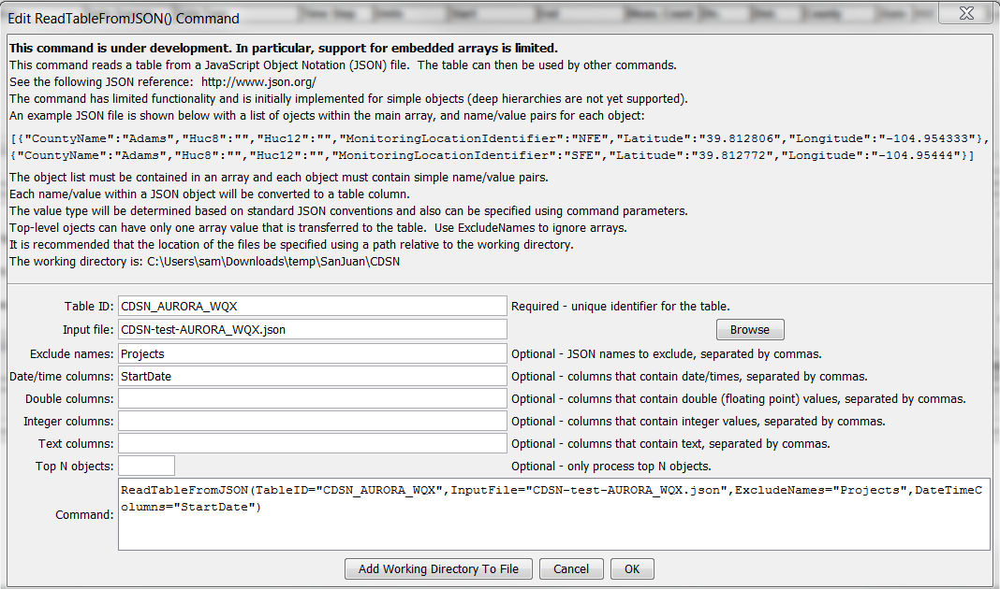 Edit ReadTableFromJSON() Command
This command is under development. In particular, support for embedded arrays is limited.
This command reads a table from a JavaScript Object Notation (JSON) file.  The table can then be used by other commands.
See the following JSON reference:  http://www.json.org/
The command has limited functionality and is initially implemented for simple objects (deep hierarchies are not yet supported).
An example JSON file is shown below with a list of ojects within the main array, and name/value pairs for each object:
[{"CountyName":"Adams","Huc8":"","Huc12":"","MonitoringLocationIdentifier":"NFE","Latitude":"39.812806","Longitude":"-104.954333"},
{"CountyName":"Adams","Huc8":"","Huc12":"","MonitoringLocationIdentifier":"SFE","Latitude":"39.812772","Longitude":"-104.95444"}]
The object list must be contained in an array and each object must contain simple name/value pairs.
Each name/value within a JSON object will be converted to a table column.
The value type will be determined based on standard JSON conventions and also can be specified using command parameters.
Top-level ojects can have only one array value that is transferred to the table.  Use ExcludeNames to ignore arrays.
It is recommended that the location of the files be specified using a path relative to the working directory.
The working directory is: C:\Users\sam\Downloads\temp\SanJuan\CDSN
Table ID: CDSN_AURORA_WQX Required - unique identifier for the table.
Input file: CDSN-test-AURORA_WQX.json Browse
Exclude names: Projects Optional - JSON names to exclude, separated by commas.
Date/time columns: StartDate Optional - columns that contain date/times, separated by commas.
Double columns: Optional - columns that contain double (floating point) values, separated by commas.
Integer columns: Optional - columns that contain integer values, separated by commas.
Text columns: Optional - columns that contain text, separated by commas.
Top N objects: Optional - only process top N objects.
Command: ReadTableFromJSON(TableID="CDSN_AURORA_WQX",InputFile="CDSN-test-AURORA_WQX.json",ExcludeNames="Projects",DateTimeC
olumns="StartDate")
Add Working Directory To File Cancel OK